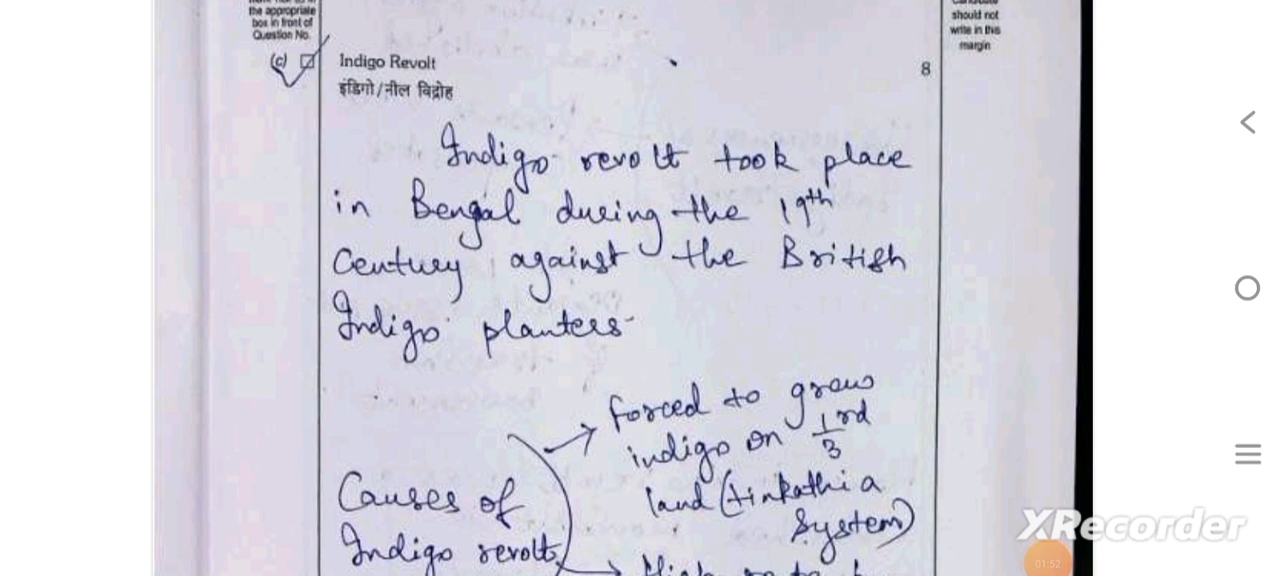 the appropriate
box in front of
Question No.
should not
write in this
margin
(c)
Indigo Revolt
8
इंडिगो/नील विद्रोह
Indigo revolt took place
in Bengal during the 19th
Century against the British
Indigo planters
Causes of
Indigo revolt
forced to grow
indigo on 1/3rd
land (tinkathia
System)
High
XRecorder
01:52